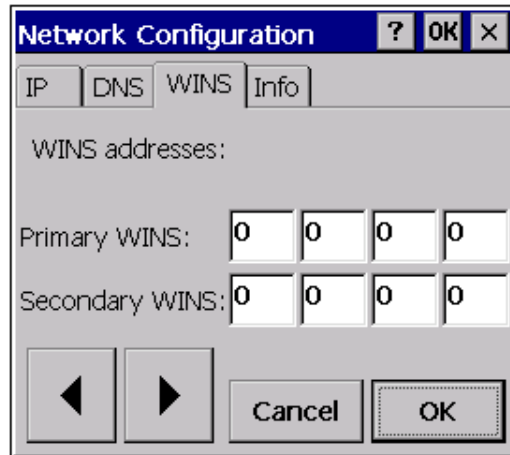 Network Configuration ? OK ×
IP DNS WINS Info
WINS addresses:
Primary WINS: 0 0 0 0
Secondary WINS: 0 0 0 0
Cancel OK